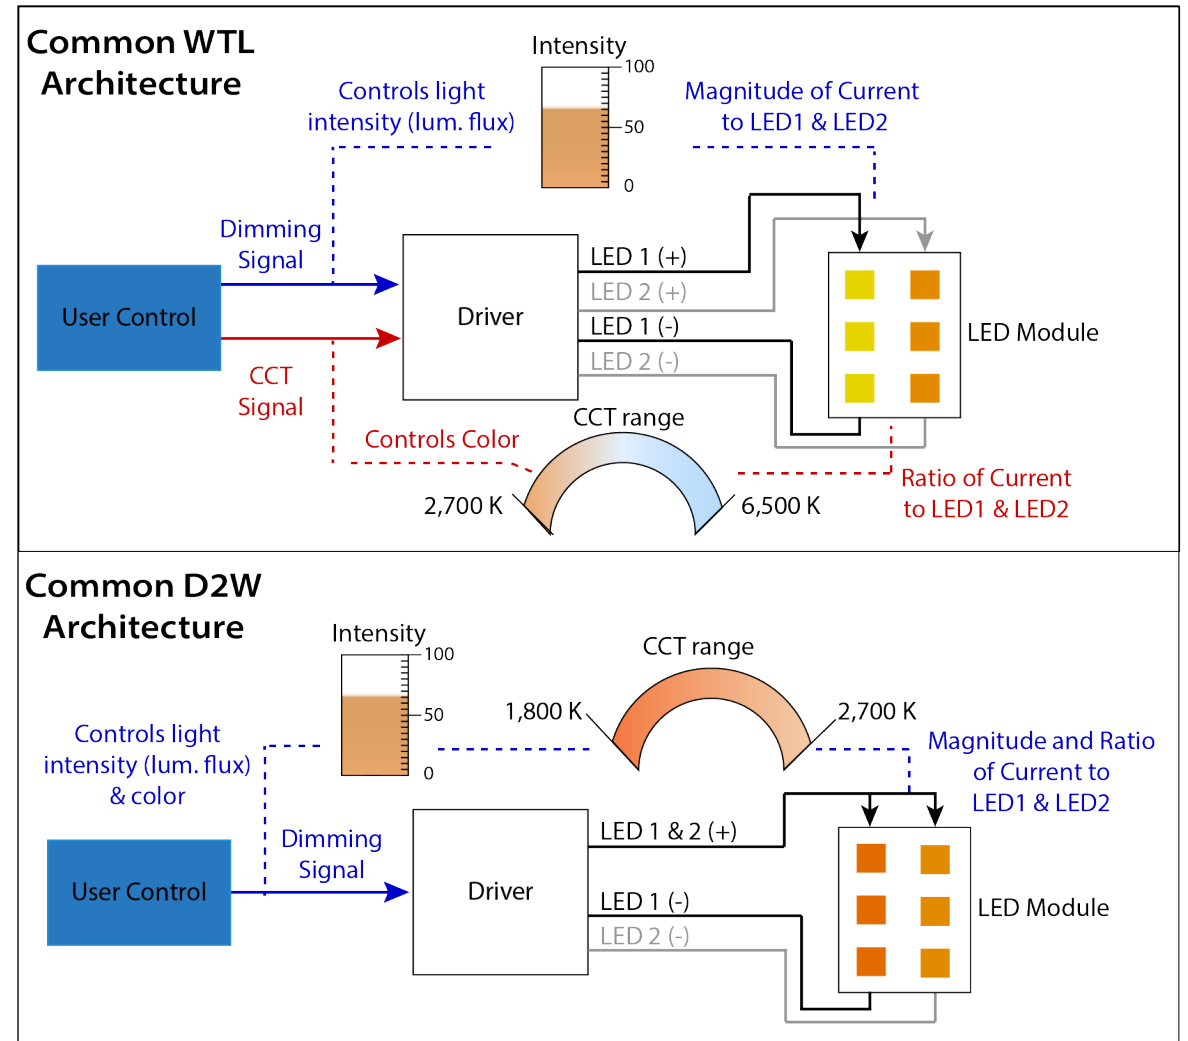 Common WTL
Architecture
Intensity
100
50
0
Controls light
intensity (lum. flux)
Magnitude of Current
to LED1 & LED2
Dimming
Signal
User Control
CCT
Signal
Driver
LED 1 (+)
LED 2 (+)
LED 1 (-)
LED 2 (-)
LED Module
Controls Color
CCT range
2,700 K
6,500 K
Ratio of Current
to LED1 & LED2
Common D2W
Architecture
Intensity
100
50
0
CCT range
1,800 K
2,700 K
Controls light
intensity (lum. flux)
& color
Magnitude and Ratio
of Current to
LED1 & LED2
Dimming
Signal
User Control
Driver
LED 1 & 2 (+)
LED 1 (-)
LED 2 (-)
LED Module